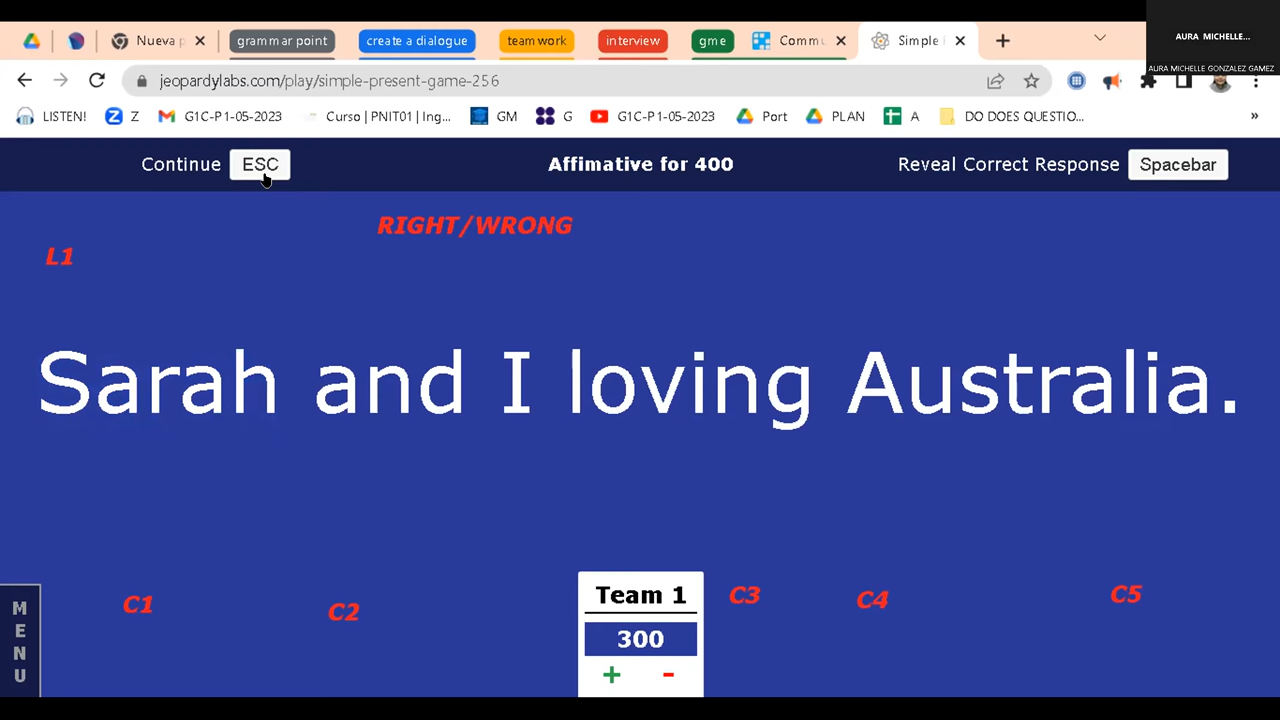 AURA MICHELLE...
AURA MICHELLE GONZALEZ GAMEZ
Nueva p
grammar point
create a dialogue
teamwork
interview
gme
Commu
Simple
jeopardylabs.com/play/simple-present-game-256
LISTEN! Z G1C-P1-05-2023 Curso | PNIT01 | Ing... GM G G1C-P1-05-2023 Port PLAN A DO DOES QUESTIO... »
Continue ESC Affimative for 400 Reveal Correct Response Spacebar
RIGHT/WRONG
L1
Sarah and I loving Australia.
C1 C2 C3 C4 C5
Team 1
300
+ -
MENU